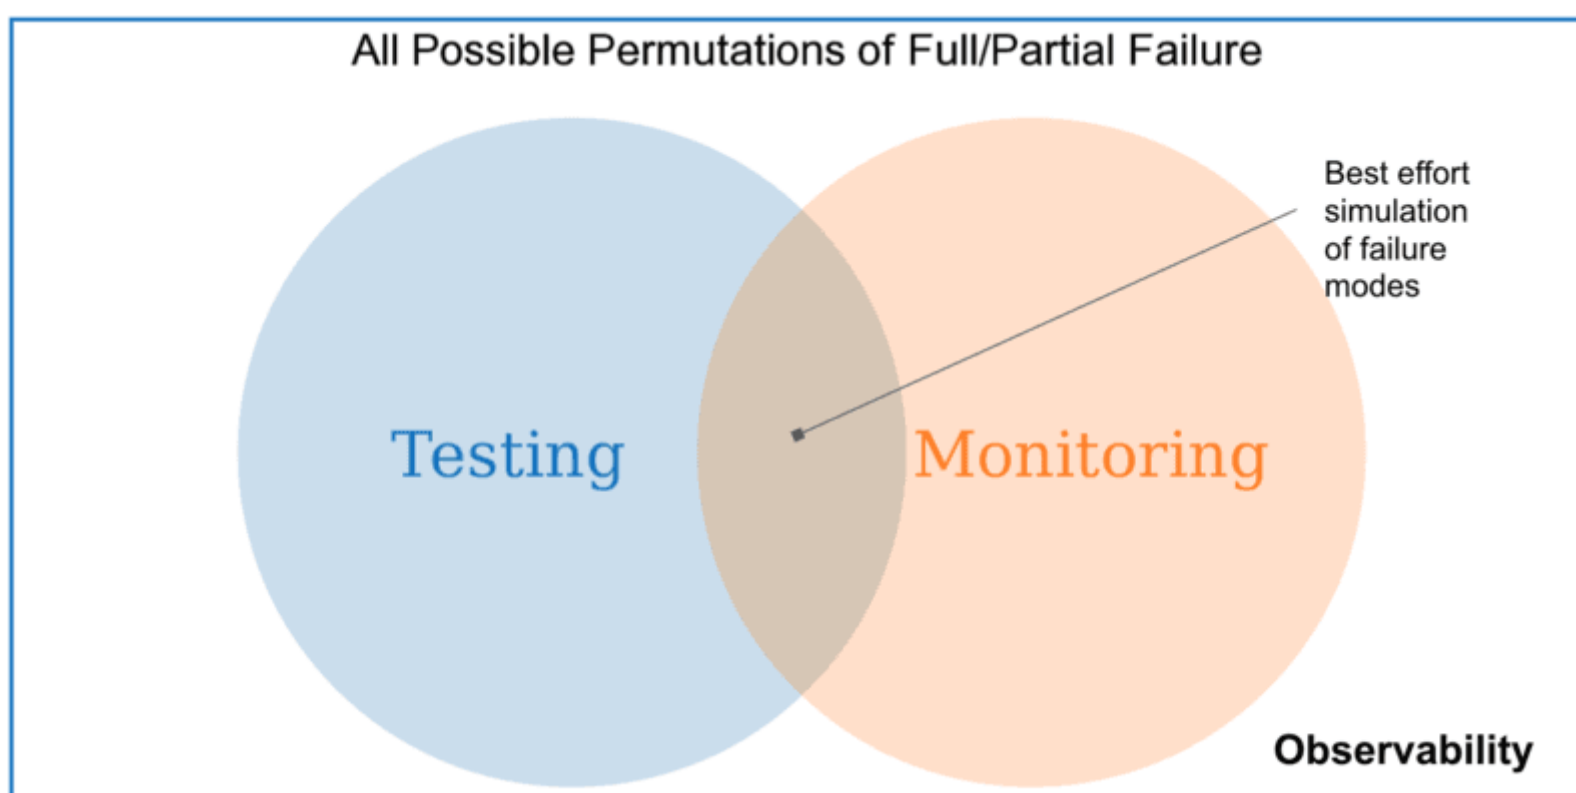 All Possible Permutations of Full/Partial Failure
Best effort
simulation
of failure
modes
Testing
Monitoring
Observability